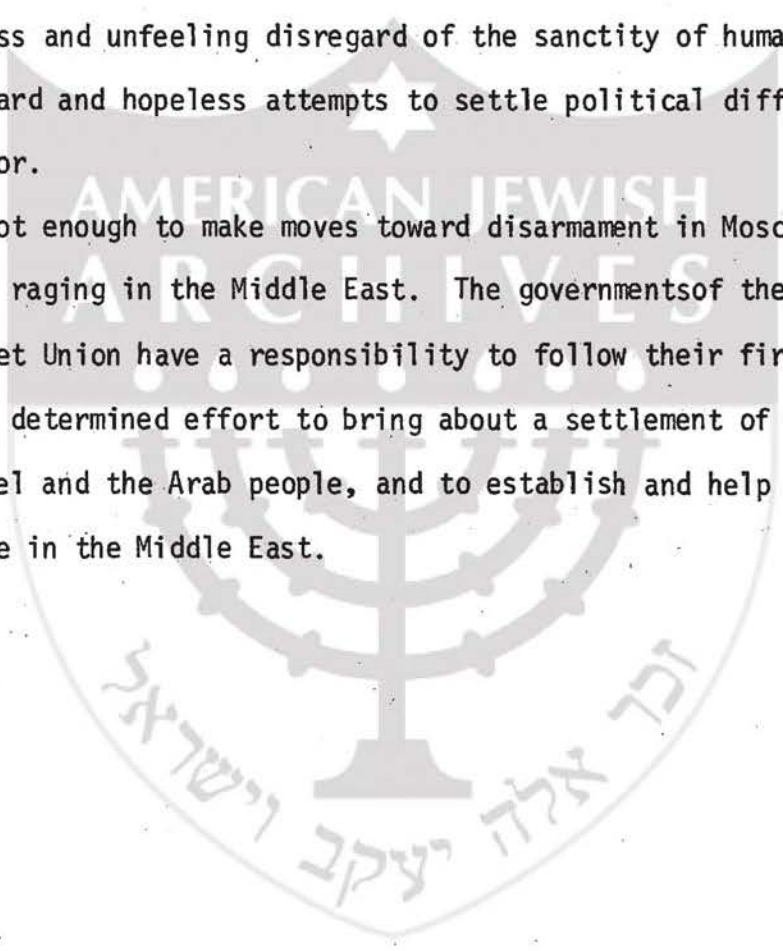 ss and unfeeling disregard of the sanctity of huma
ard and hopeless attempts to settle political diff
or.
AMERICAN JEWISH
ot enough to make moves toward disarmament in Mosc
ARCHIVES
raging in the Middle East. The governmentsof the
et Union have a responsibility to follow their fir
determined effort to bring about a settlement of
el and the Arab people, and to establish and help
e in the Middle East.
זכר אלה יעקב וישראל